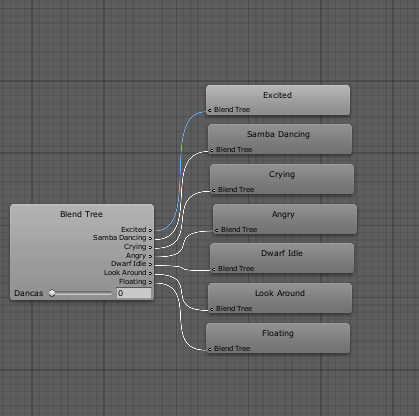 Blend Tree
Excited
Samba Dancing
Crying
Angry
Dwarf Idle
Look Around
Floating
Dancas 0
Excited
Blend Tree
Samba Dancing
Blend Tree
Crying
Blend Tree
Angry
Blend Tree
Dwarf Idle
Blend Tree
Look Around
Blend Tree
Floating
Blend Tree